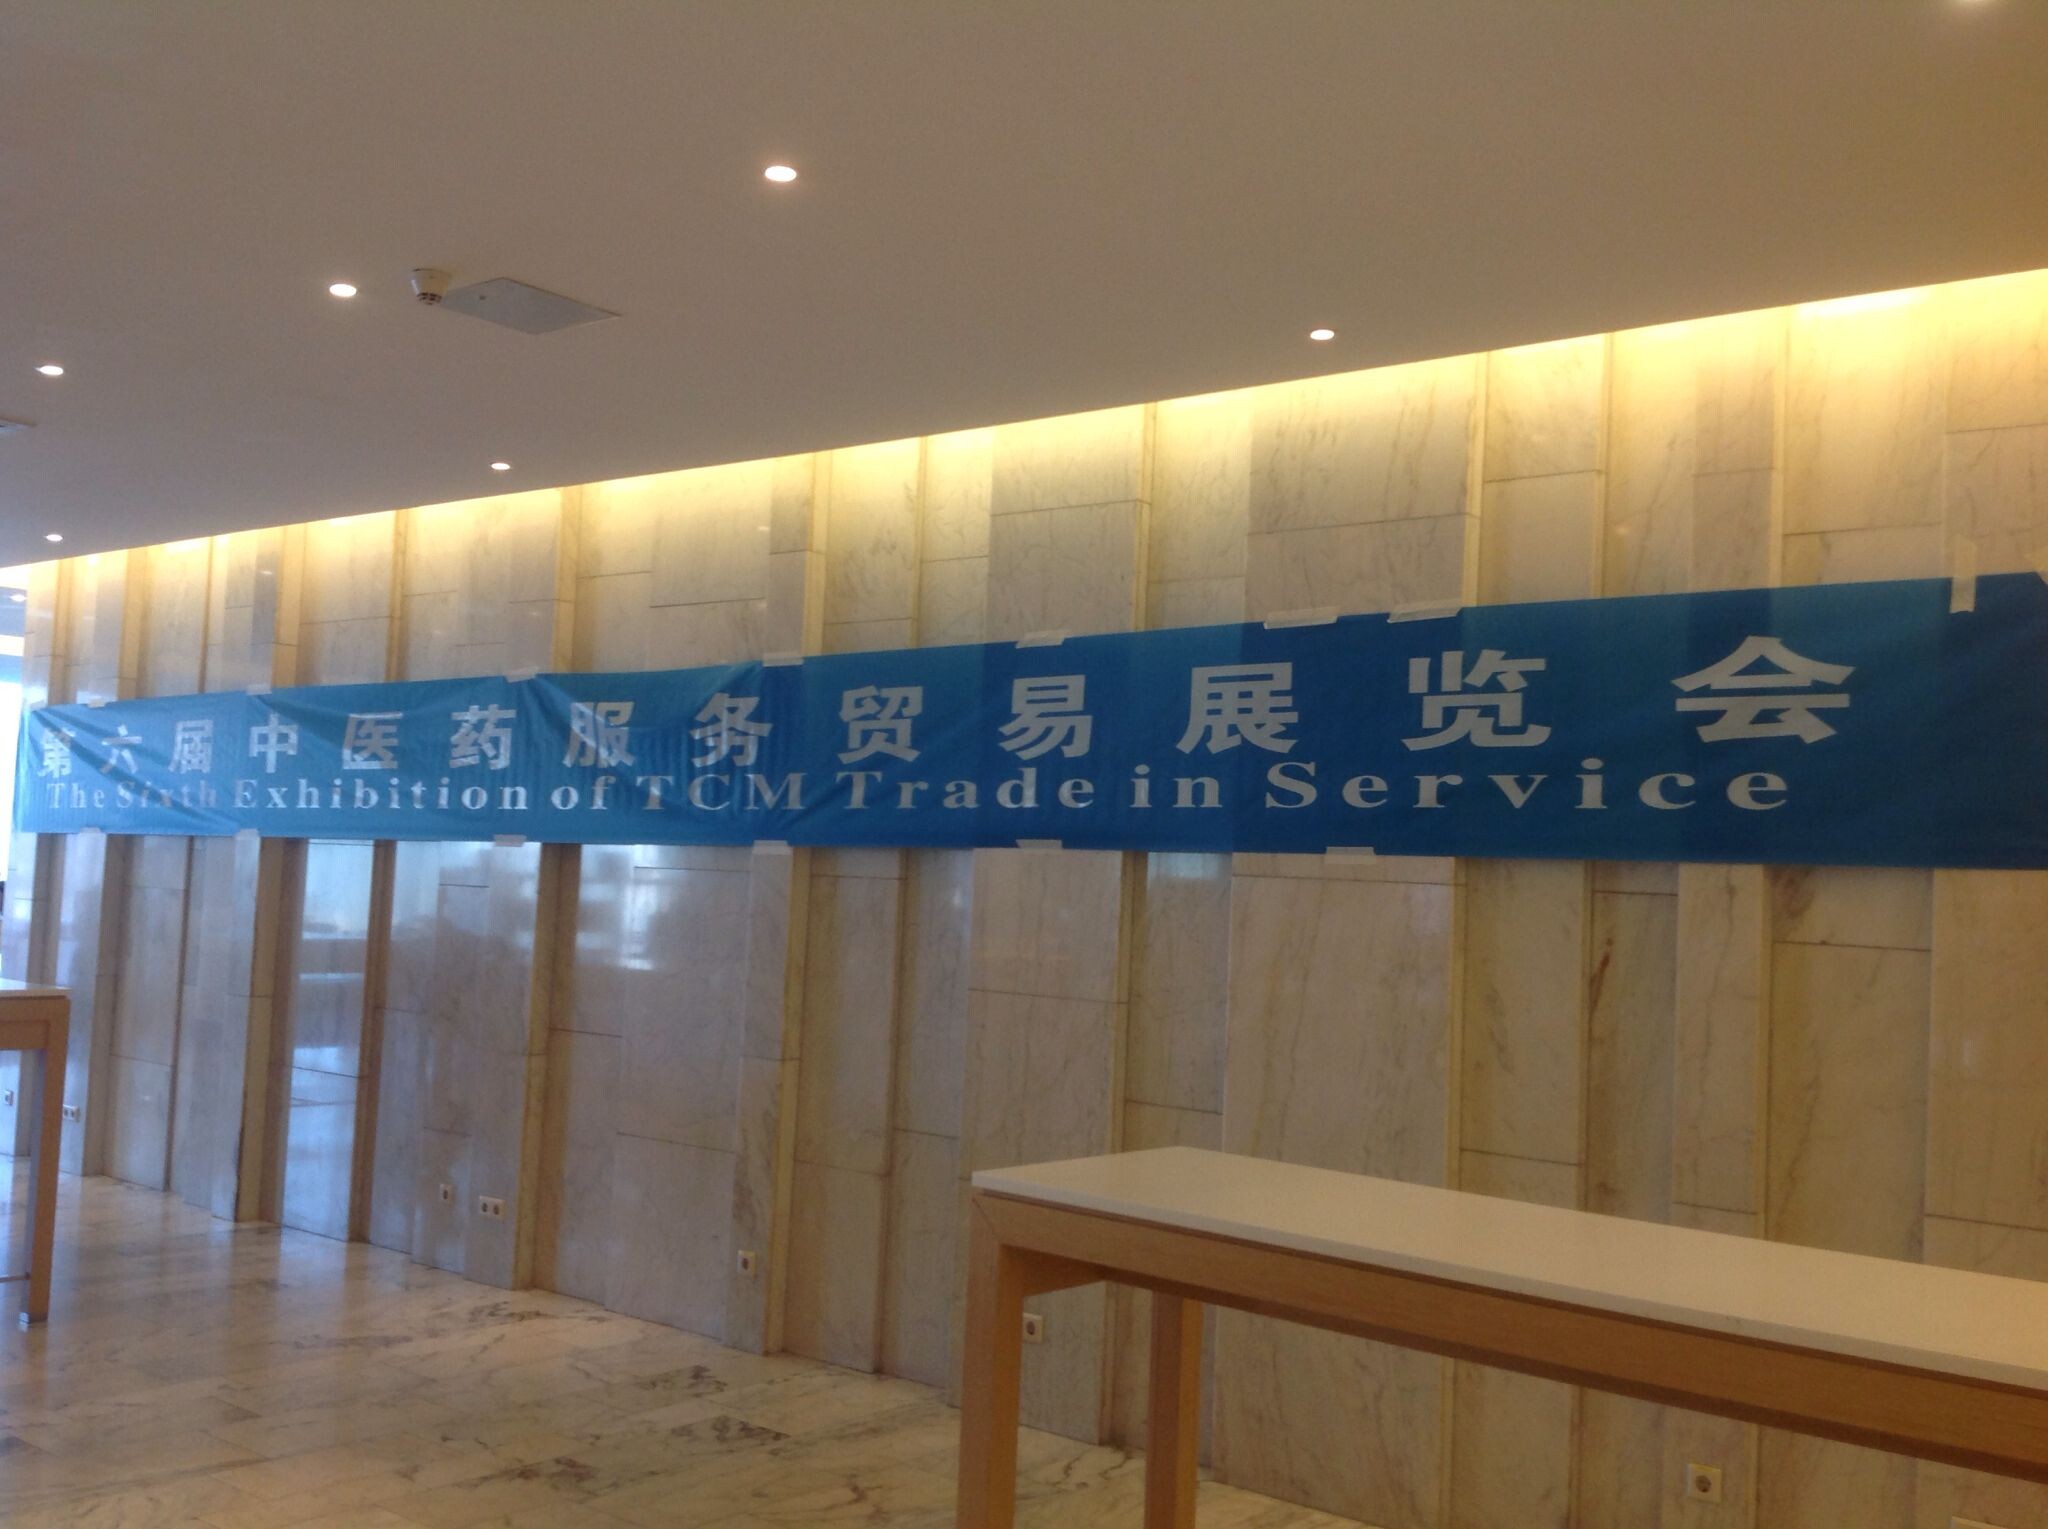 第六届中医药服务贸易展览会
The Sixth Exhibition of TCM Trade in Service